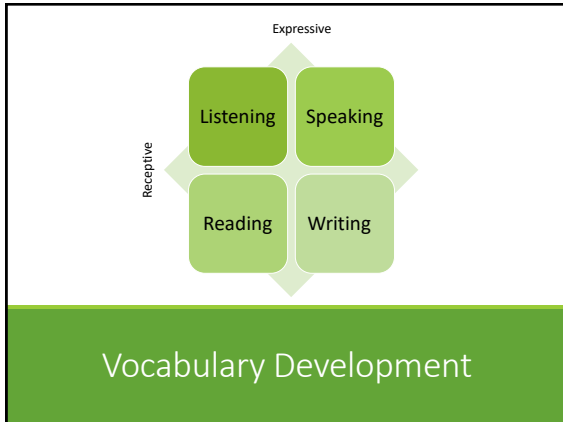 Expressive
Listening Speaking
Receptive
Reading Writing
Vocabulary Development